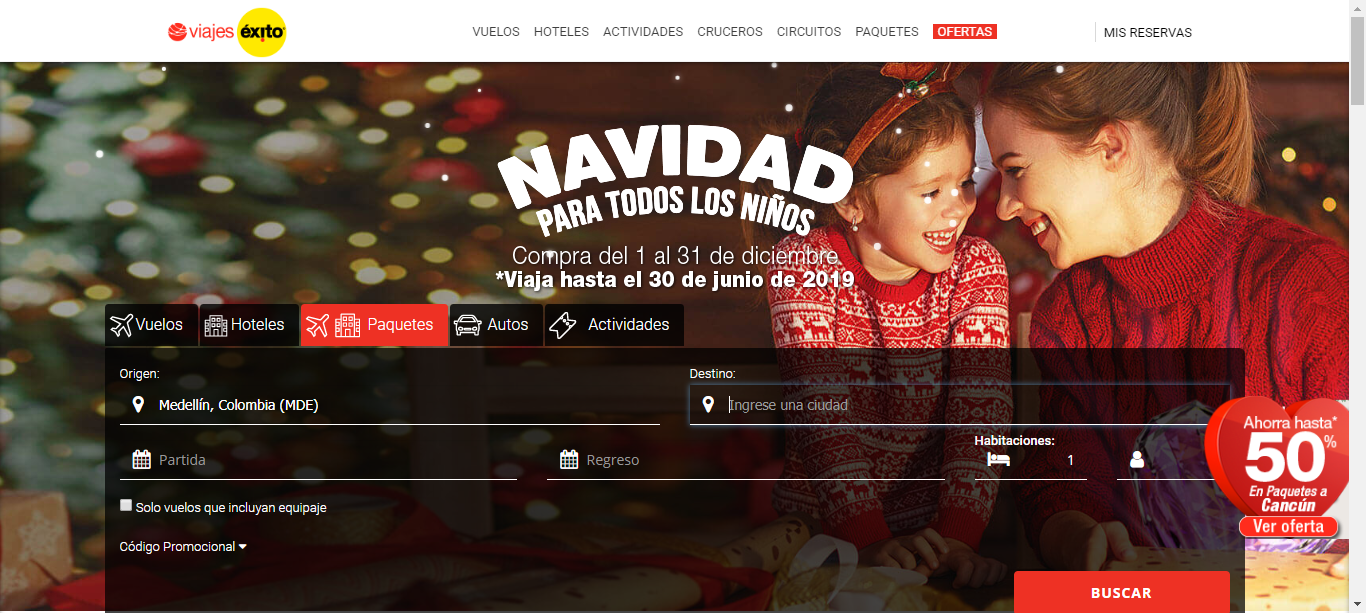 viajes éxito
VUELOS HOTELES ACTIVIDADES CRUCEROS CIRCUITOS PAQUETES OFERTAS MIS RESERVAS
NAVIDAD
PARA TODOS LOS NIÑOS
Compra del 1 al 31 de diciembre
*Viaja hasta el 30 de junio de 2019
Vuelos Hoteles Paquetes Autos Actividades
Origen: Destino:
Medellín, Colombia (MDE) Ingrese una ciudad
Habitaciones:
Partida Regreso 1
Solo vuelos que incluyan equipaje
Código Promocional
BUSCAR
Ahorra hasta*
50%
En Paquetes a
Cancún
Ver oferta